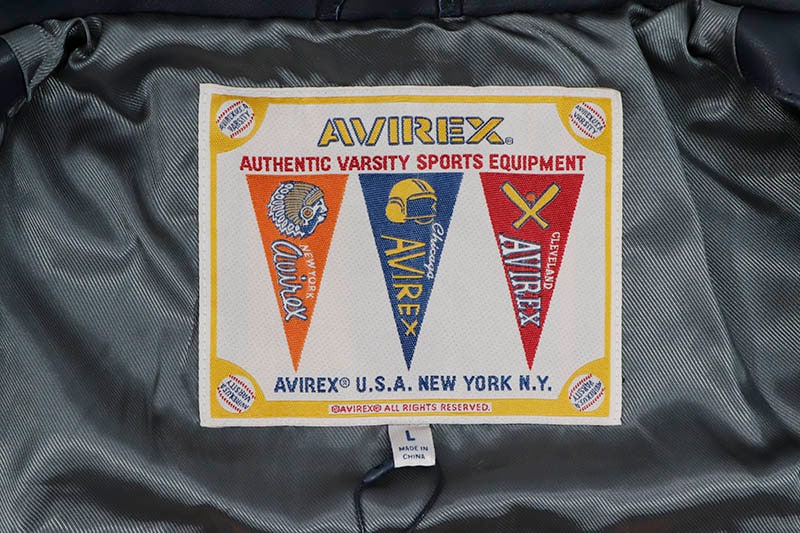 AVIREX®
AUTHENTIC VARSITY SPORTS EQUIPMENT
NEW YORK
Avirex
Chicago
AVIREX
CLEVELAND
AVIREX
AVIREX® U.S.A. NEW YORK N.Y.
©AVIREX® ALL RIGHTS RESERVED.
L
MADE IN
CHINA